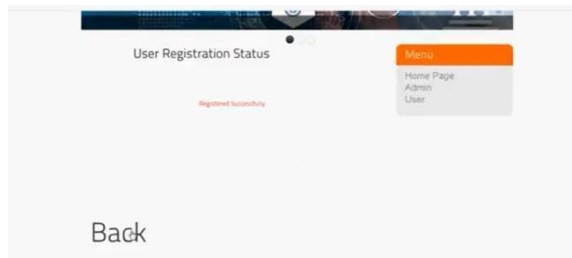 User Registration Status
Registered Successfully
Menu
Home Page
Admin
User
Back